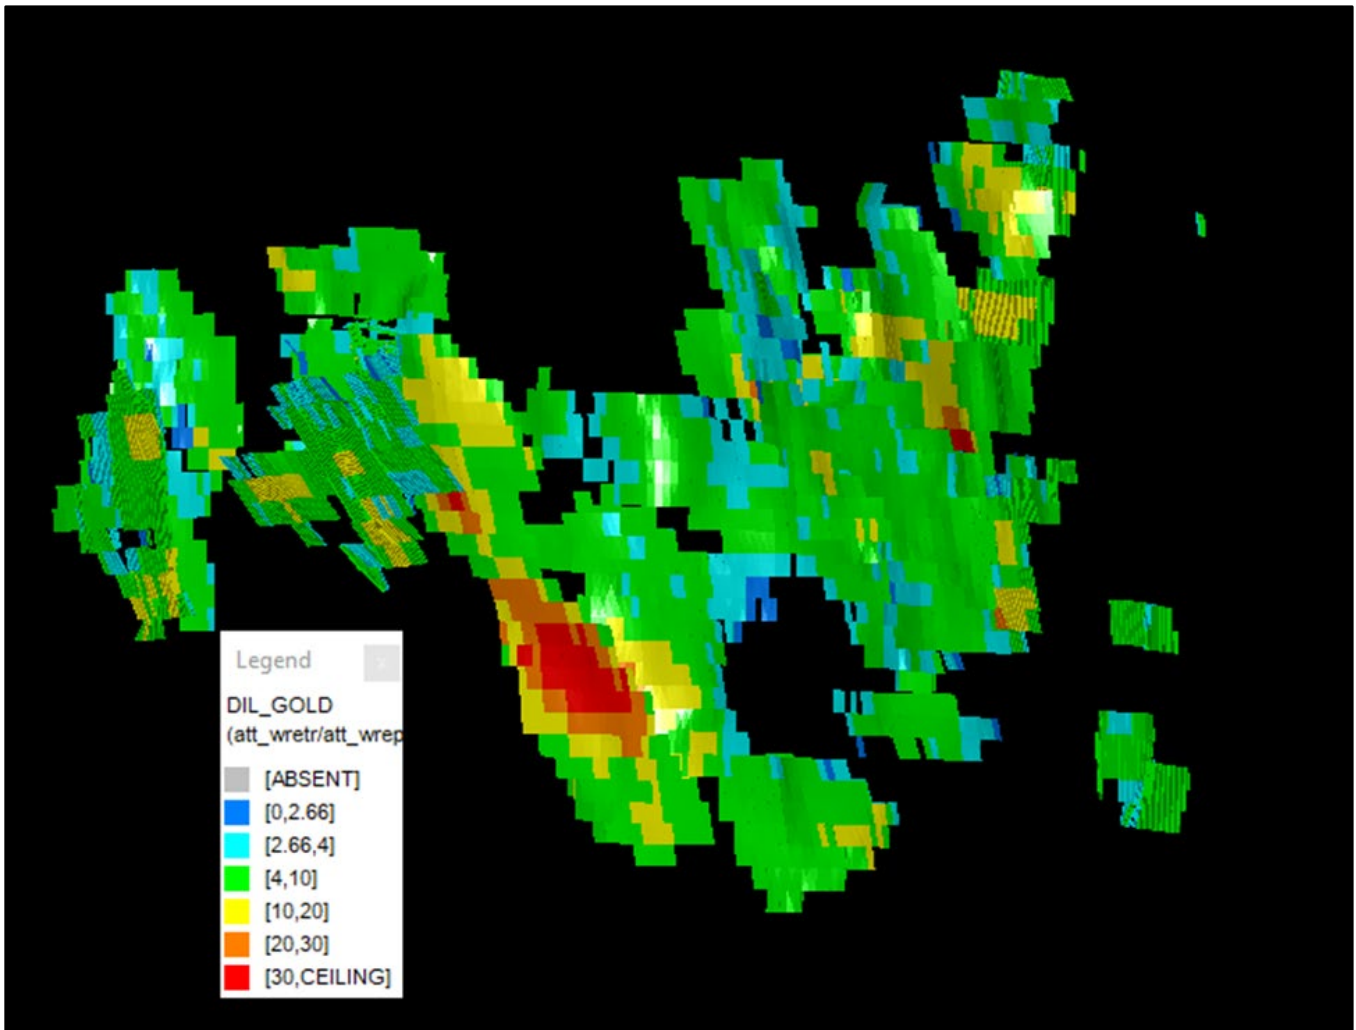 Legend
x
DIL_GOLD
(att_wretr/att_wrep
[ABSENT]
[0,2.66]
[2.66,4]
[4,10]
[10,20]
[20,30]
[30,CEILING]